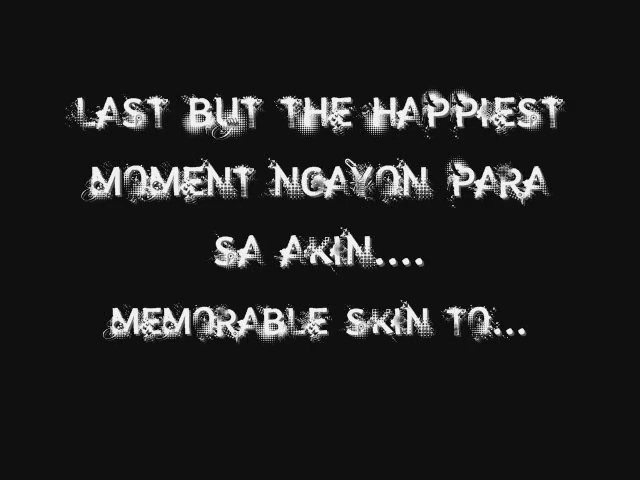 LAST BUT THE HAPPIEST
MOMENT NGAYON PARA
SA AKIN....
MEMORABLE SKIN TO...